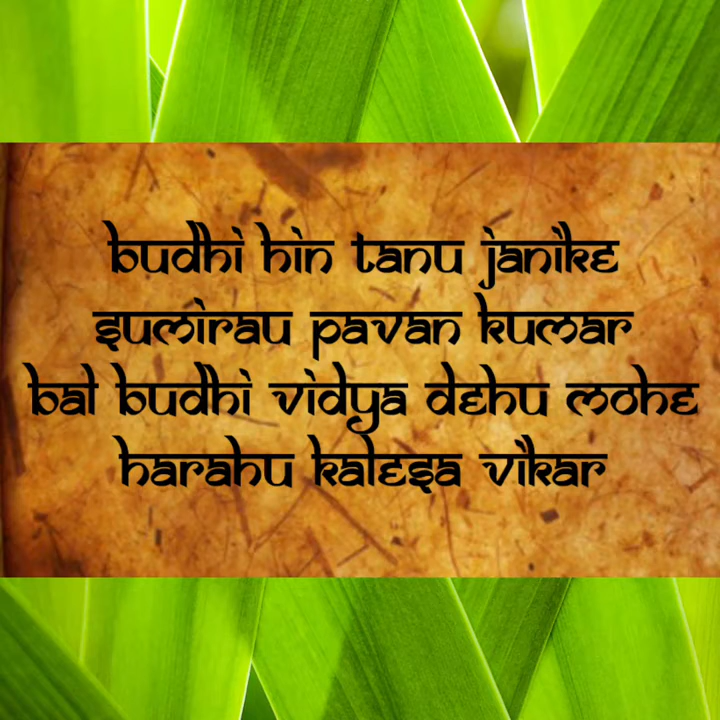 budhi hin tanu janike
sumirau pavan kumar
bal budhi vidya dehu mohe
harahu kalesa vikar